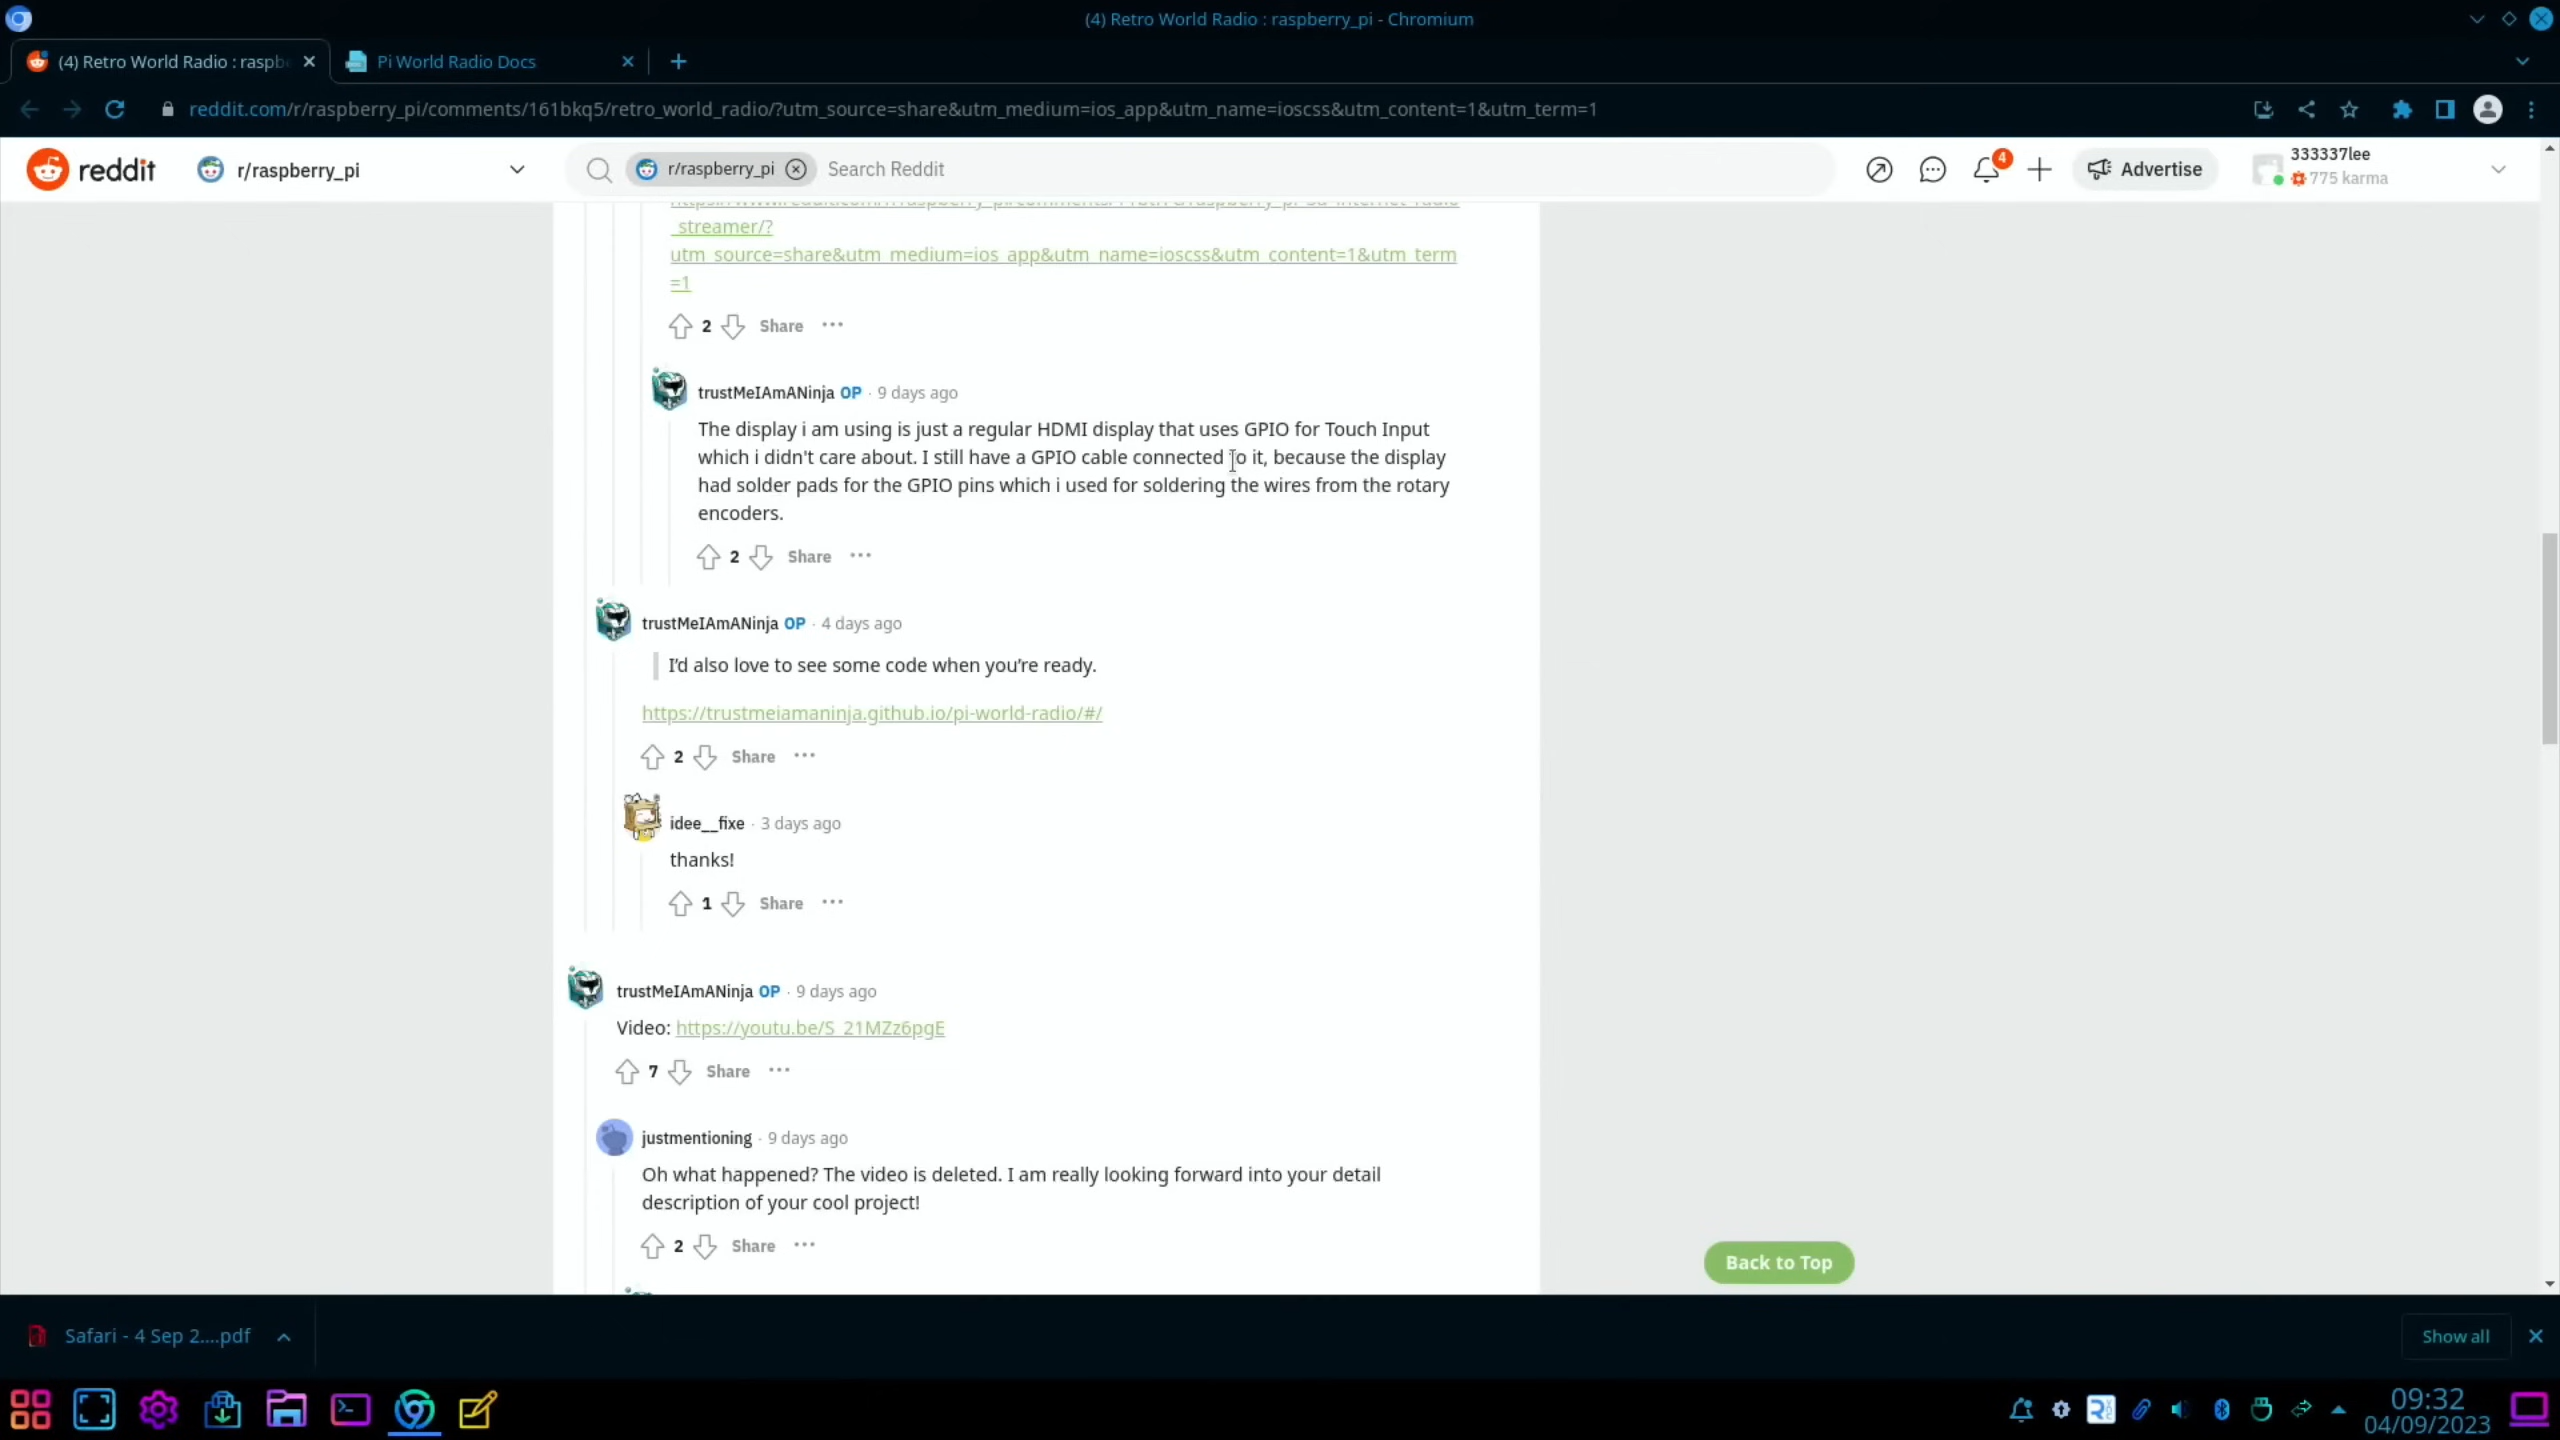 (4) Retro World Radio : raspberry_pi - Chromium
(4) Retro World Radio : raspb
Pi World Radio Docs
reddit.com/r/raspberry_pi/comments/161bkq5/retro_world_radio/?utm_source=share&utm_medium=ios_app&utm_name=ioscss&utm_content=1&utm_term=1
reddit
r/raspberry_pi
r/raspberry_pi
Search Reddit
4
Advertise
333337lee
775 karma
_streamer/?
utm_source=share&utm_medium=ios_app&utm_name=ioscss&utm_content=1&utm_term
=1
2 Share ···
trustMeIAmANinja OP · 9 days ago
The display i am using is just a regular HDMI display that uses GPIO for Touch Input
which i didn't care about. I still have a GPIO cable connected to it, because the display
had solder pads for the GPIO pins which i used for soldering the wires from the rotary
encoders.
2 Share ···
trustMeIAmANinja OP · 4 days ago
I'd also love to see some code when you're ready.
https://trustmeiamaninja.github.io/pi-world-radio/#/
2 Share ···
idee__fixe · 3 days ago
thanks!
1 Share ···
trustMeIAmANinja OP · 9 days ago
Video: https://youtu.be/S_21MZz6pgE
7 Share ···
justmentioning · 9 days ago
Oh what happened? The video is deleted. I am really looking forward into your detail
description of your cool project!
2 Share ···
Back to Top
Safari - 4 Sep 2....pdf
Show all
09:32
04/09/2023